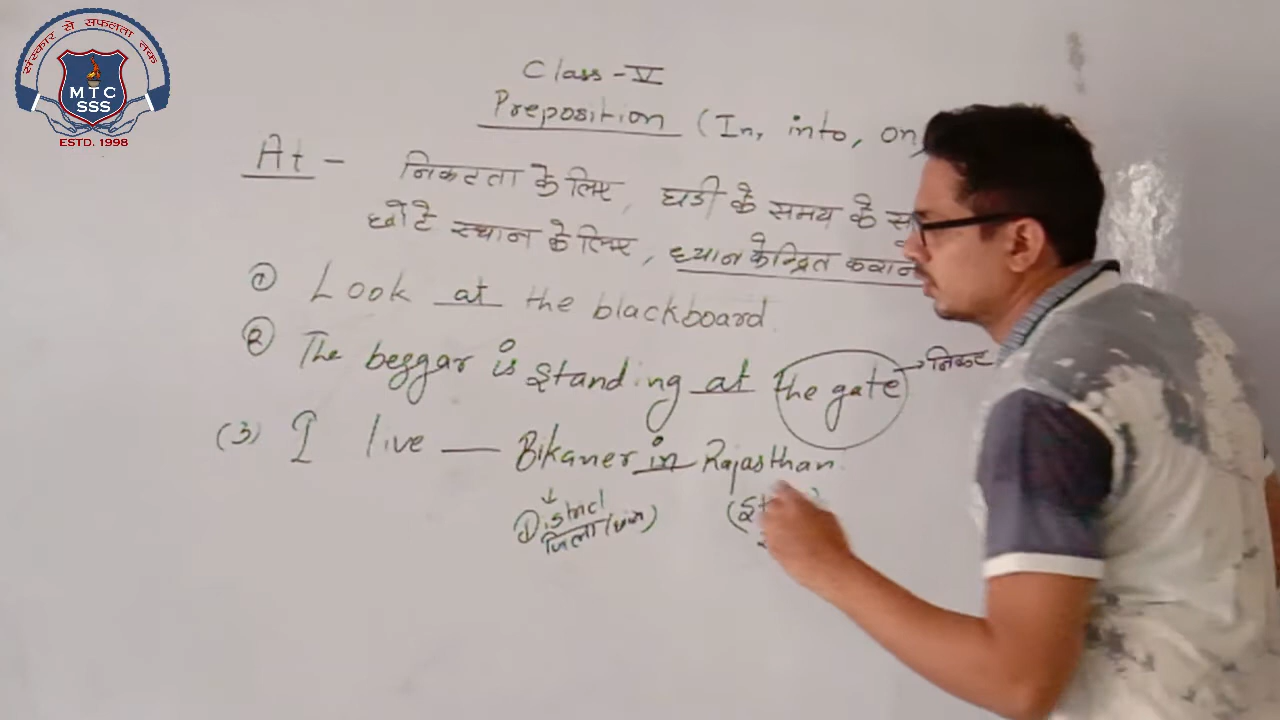 संस्कार से सफलता तक
MTC
SSS
ESTD. 1998
Class - V
Preposition (In, into, on,
At - निकटता के लिए, घडी के समय के
छोटे स्थान के लिए, ध्यान केन्द्रित कराने
① Look at the blackboard.
② The beggar is standing at the gate → निकट
(3) I live — Bikaner in Rajasthan.
↓
District
जिला